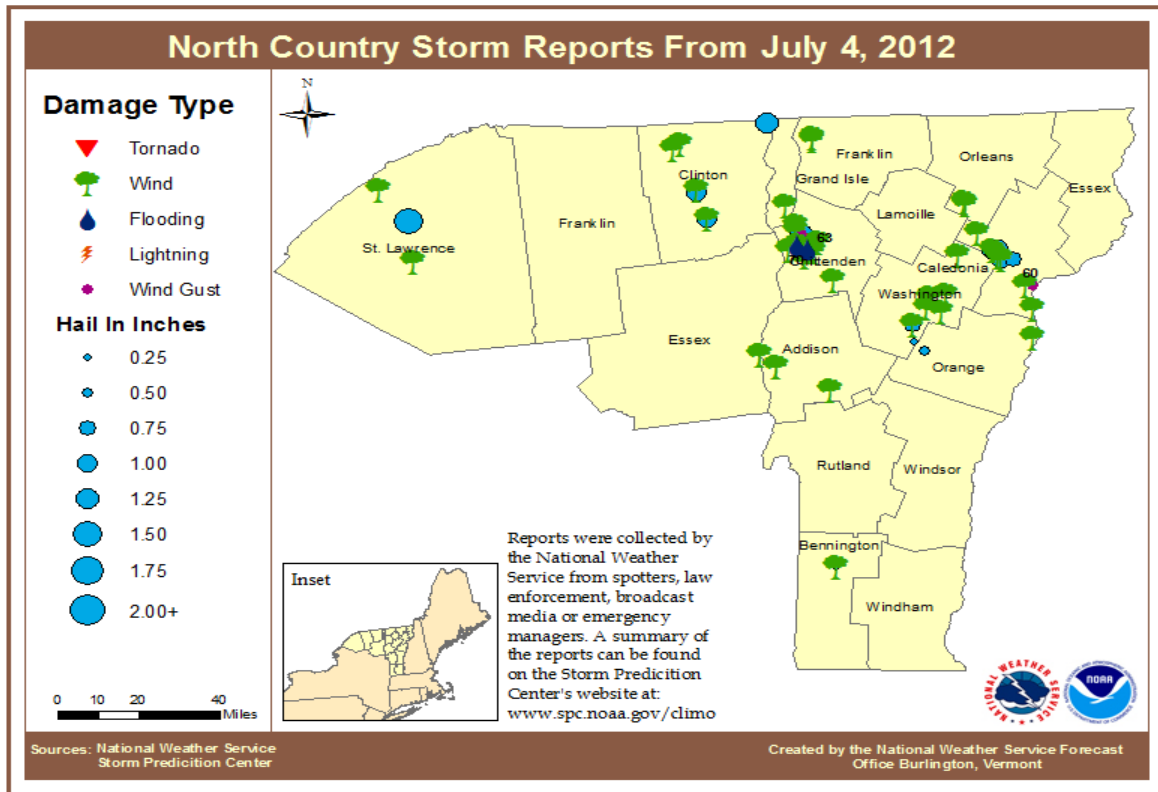 North Country Storm Reports From July 4, 2012
Damage Type
Tornado
Wind
Flooding
Lightning
Wind Gust
Hail In Inches
0.25
0.50
0.75
1.00
1.25
1.50
1.75
2.00+
0 10 20 40
Miles
N
St. Lawrence
Franklin
Clinton
Essex
Franklin
Grand Isle
Orleans
Essex
Lamoille
63
70
Chittenden
Caledonia
60
Washington
Addison
Orange
Rutland
Windsor
Bennington
Windham
Inset
Reports were collected by
the National Weather
Service from spotters, law
enforcement, broadcast
media or emergency
managers. A summary of
the reports can be found
on the Storm Predicition
Center's website at:
www.spc.noaa.gov/climo
NATIONAL WEATHER SERVICE
NOAA
Sources: National Weather Service
Storm Predicition Center
Created by the National Weather Service Forecast
Office Burlington, Vermont